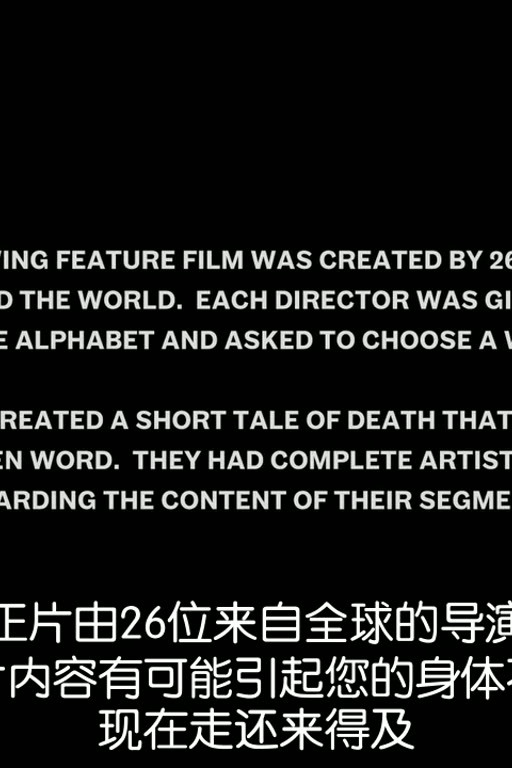 FEATURE FILM WAS CREATED BY 26
THE WORLD. EACH DIRECTOR WAS
ALPHABET AND ASKED TO CHOOSE A
A SHORT TALE OF DEATH THAT
WORD. THEY HAD COMPLETE
THE CONTENT OF THEIR
正片由26位来自全球的导演
内容有可能引起您的身体
现在走还来得及